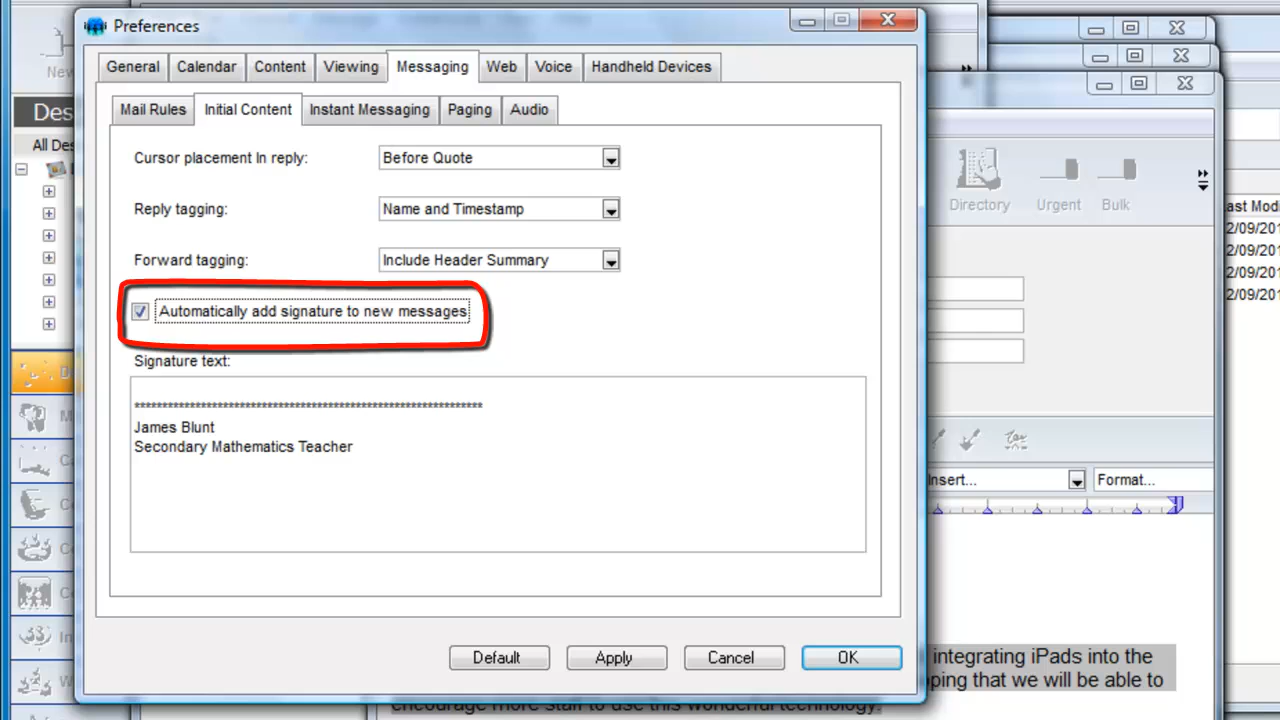 Preferences
New
General Calendar Content Viewing Messaging Web Voice Handheld Devices
Des
Mail Rules Initial Content Instant Messaging Paging Audio
All Des
Cursor placement In reply: Before Quote
Reply tagging: Name and Timestamp
Directory Urgent Bulk
ast Modi
2/09/201
2/09/201
2/09/201
2/09/201
Forward tagging: Include Header Summary
Automatically add signature to new messages
Signature text:
***************************************************************
James Blunt
Secondary Mathematics Teacher
Insert... Format...
Default Apply Cancel OK
integrating iPads into the
ping that we will be able to
encourage more staff to use this wonderful technology.